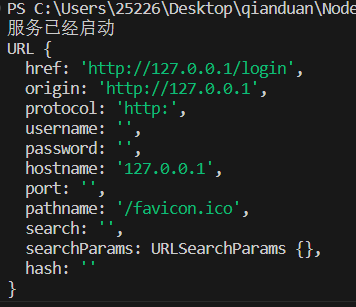 PS C:\Users\25226\Desktop\qianduan\Node
服务已经启动
URL {
  href: 'http://127.0.0.1/login',
  origin: 'http://127.0.0.1',
  protocol: 'http:',
  username: '',
  password: '',
  hostname: '127.0.0.1',
  port: '',
  pathname: '/favicon.ico',
  search: '',
  searchParams: URLSearchParams {},
  hash: ''
}